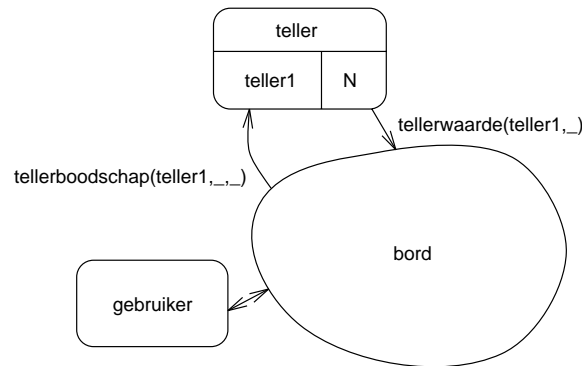 teller
teller1 N
tellerwaarde(teller1,_)
tellerboodschap(teller1,_,_)
bord
gebruiker